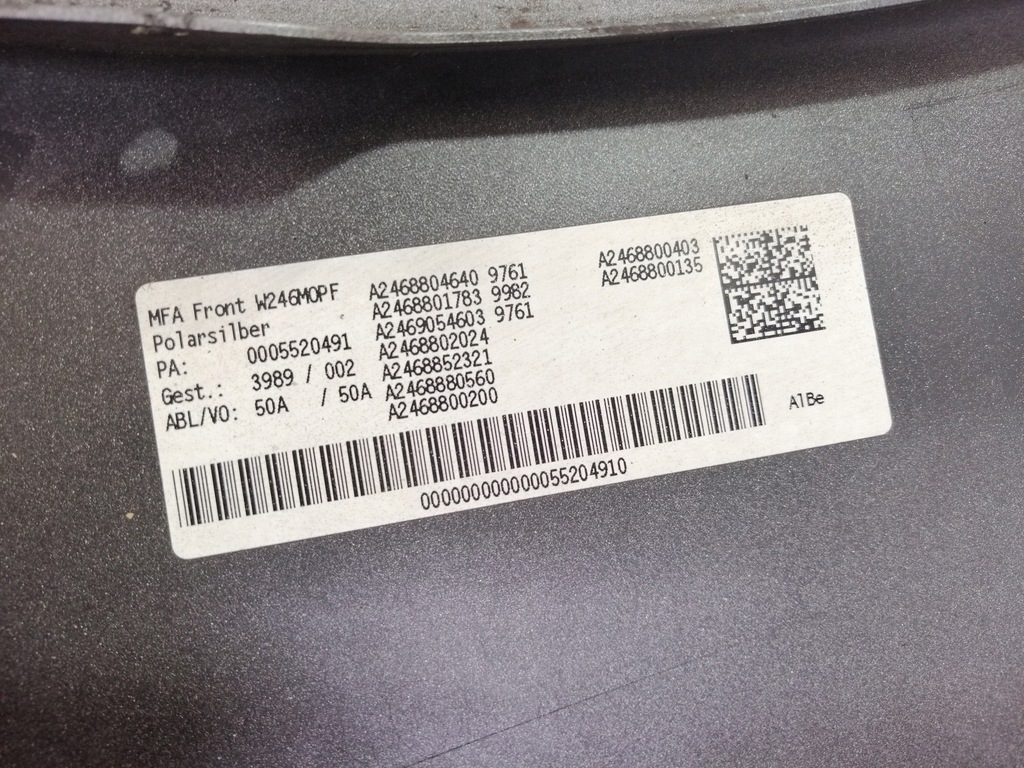 MFA Front W246MOPF
Polarsilber
PA: 0005520491
Gest.: 3989 / 002
ABL/VO: 50A / 50A
A2468804640 9761
A2468801783 9982
A2469054603 9761
A2468802024
A2468852321
A2468880560
A2468800200
A2468800403
A2468800135
AlBe
000000000000055204910